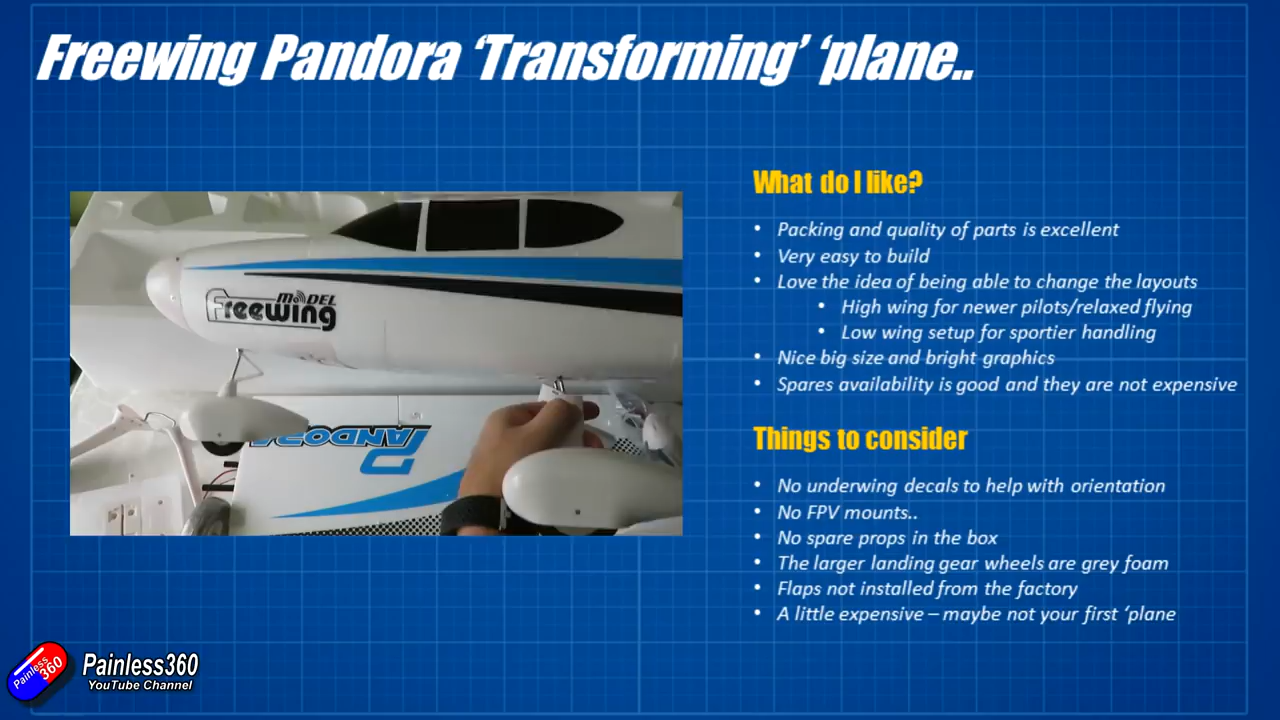 Freewing Pandora ‘Transforming’ ‘plane..
What do I like?
• Packing and quality of parts is excellent
• Very easy to build
• Love the idea of being able to change the layouts
• High wing for newer pilots/relaxed flying
• Low wing setup for sportier handling
• Nice big size and bright graphics
• Spares availability is good and they are not expensive
Things to consider
• No underwing decals to help with orientation
• No FPV mounts..
• No spare props in the box
• The larger landing gear wheels are grey foam
• Flaps not installed from the factory
• A little expensive – maybe not your first ‘plane
MODEL
Freewing
PANDORA
Painless
360
Painless360
YouTube Channel